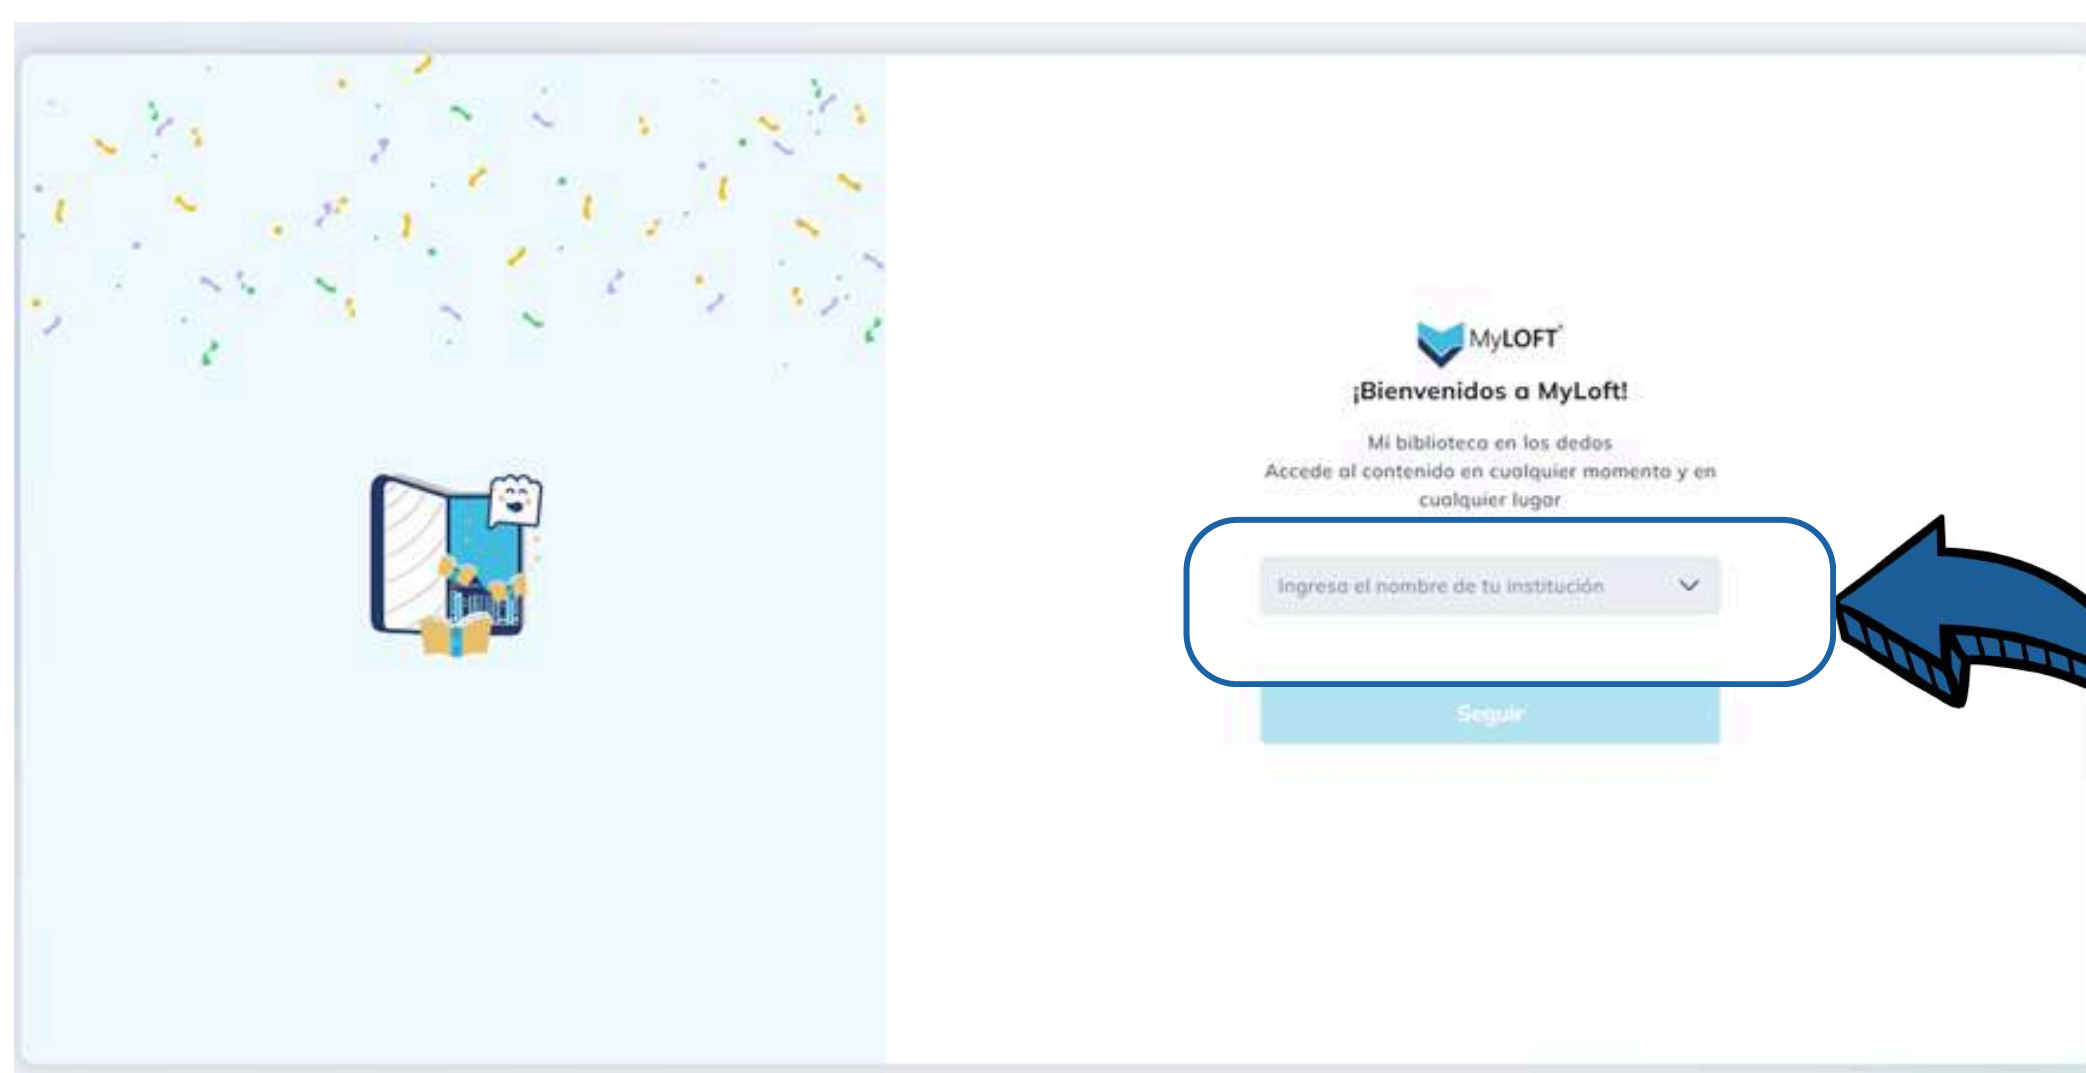 MyLOFT
¡Bienvenidos a MyLoft!
Mi biblioteca en los dedos
Accede al contenido en cualquier momento y en
cualquier lugar
Ingresa el nombre de tu institución
Seguir